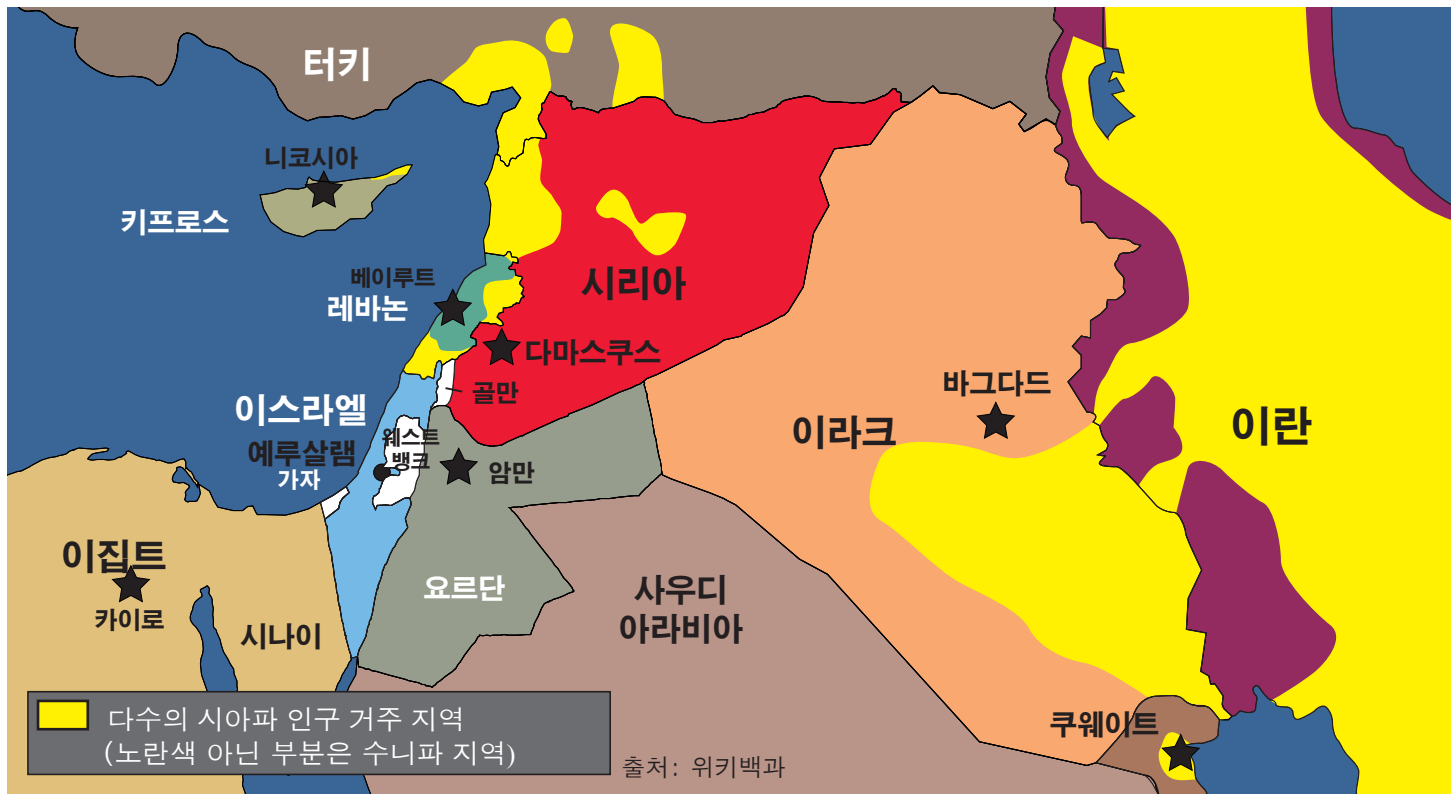 터키
니코시아
키프로스
베이루트
레바논
시리아
다마스쿠스
골만
이스라엘
웨스트
뱅크
예루살램
가자
암만
바그다드
이라크
이란
이집트
카이로
시나이
요르단
사우디
아라비아
쿠웨이트
다수의 시아파 인구 거주 지역
(노란색 아닌 부분은 수니파 지역)
출처: 위키백과